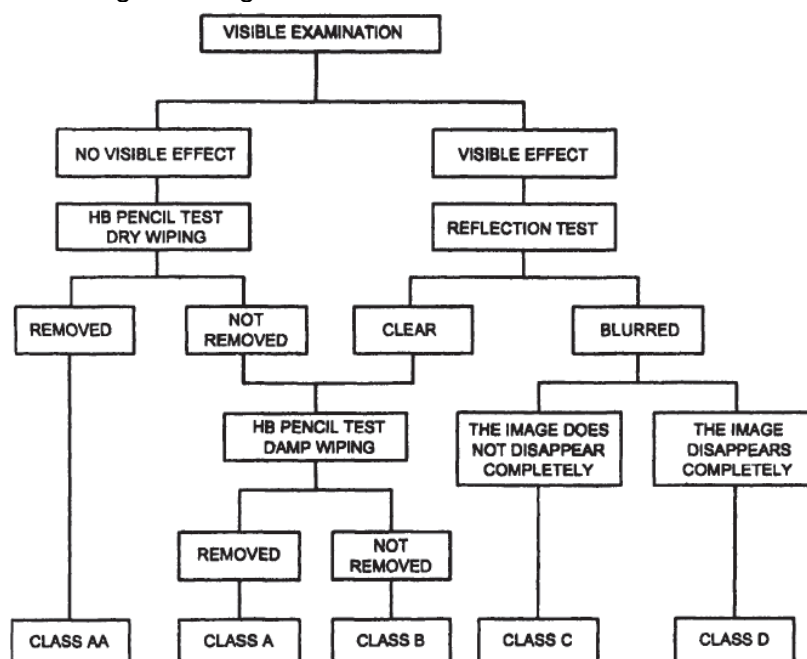 VISIBLE EXAMINATION
NO VISIBLE EFFECT
VISIBLE EFFECT
HB PENCIL TEST
DRY WIPING
REFLECTION TEST
REMOVED
NOT
REMOVED
CLEAR
BLURRED
HB PENCIL TEST
DAMP WIPING
THE IMAGE DOES
NOT DISAPPEAR
COMPLETELY
THE IMAGE
DISAPPEARS
COMPLETELY
REMOVED
NOT
REMOVED
CLASS AA
CLASS A
CLASS B
CLASS C
CLASS D